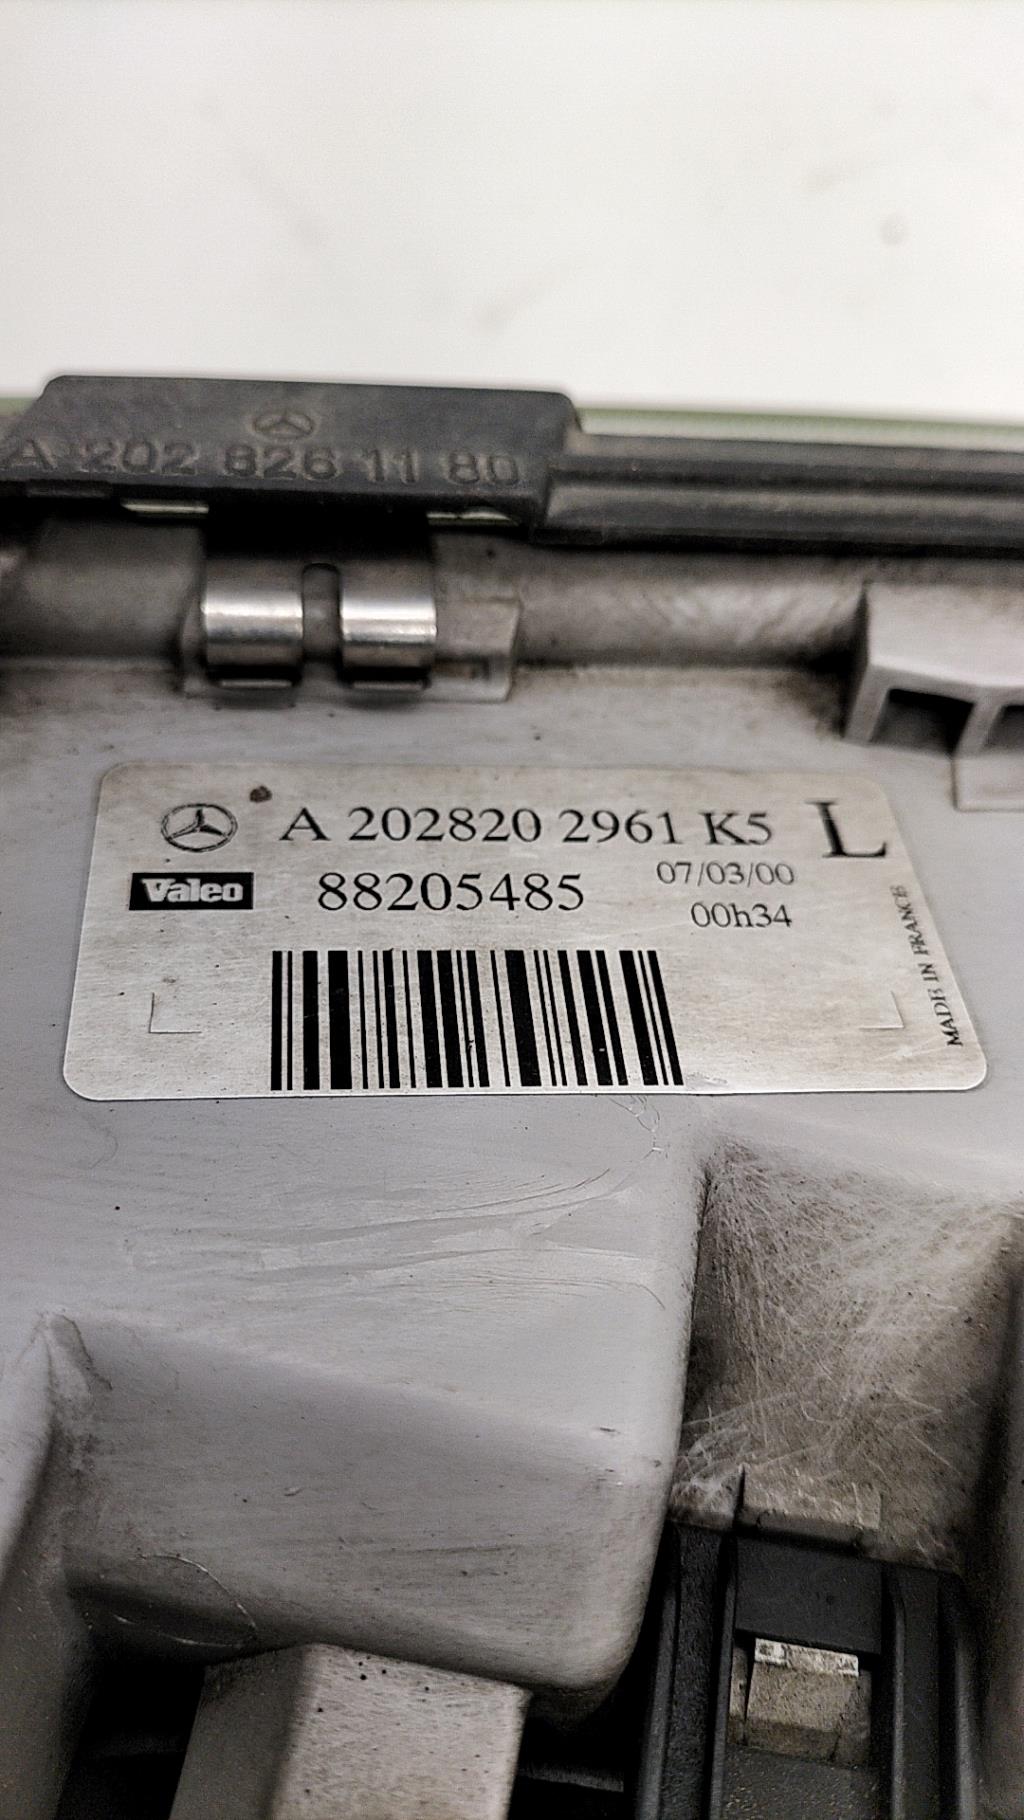 A 202 826 11 80
A 202820 2961 K5 L
Valeo 88205485 07/03/00
00h34
MADE IN FRANCE